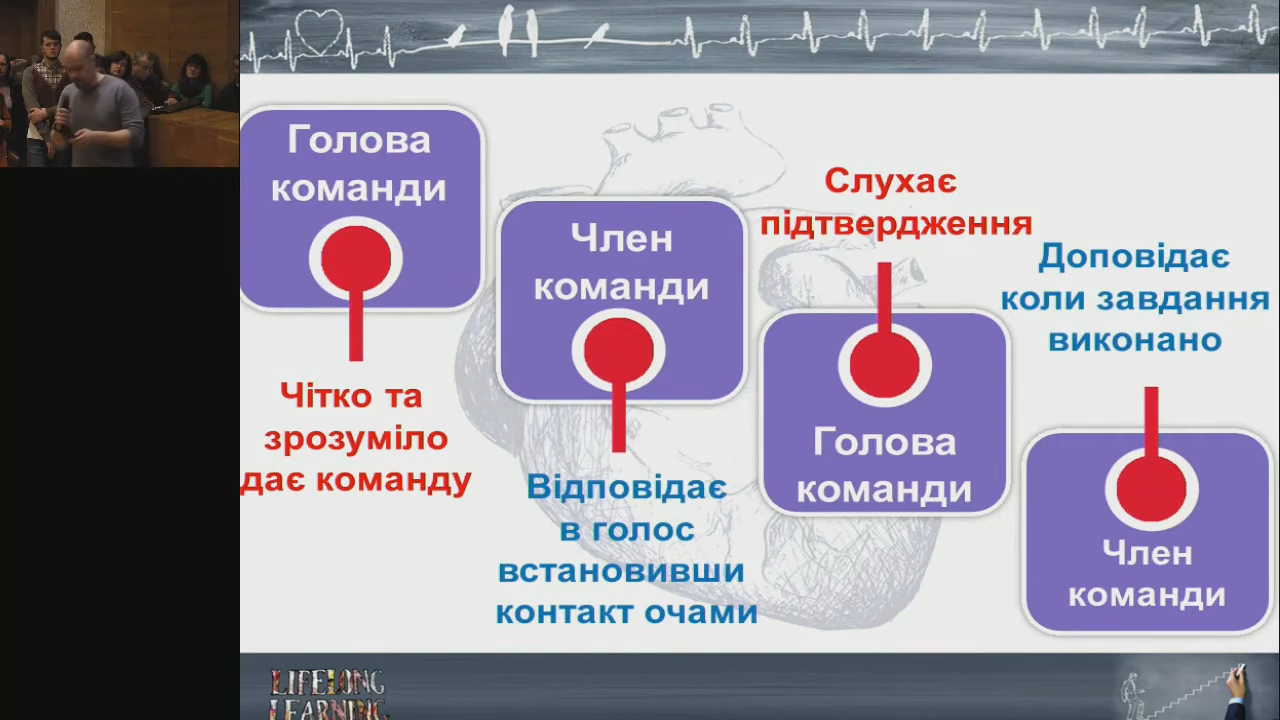 Голова
команди
Чітко та
зрозуміло
дає команду
Член
команди
Відповідає
в голос
встановивши
контакт очами
Слухає
підтвердження
Голова
команди
Доповідає
коли завдання
виконано
Член
команди
LIFELONG
LEARNING